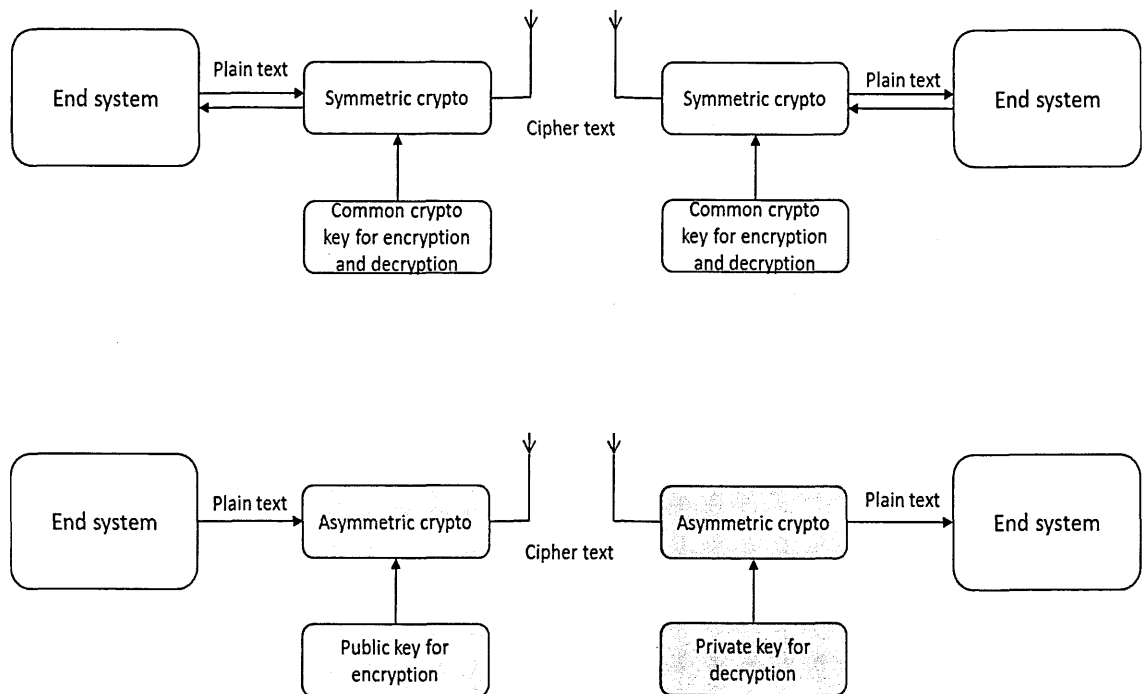 Plain text
End system
Symmetric crypto
Cipher text
Symmetric crypto
Plain text
End system
Common crypto
key for encryption
and decryption
Common crypto
key for encryption
and decryption
Plain text
End system
Asymmetric crypto
Cipher text
Asymmetric crypto
Plain text
End system
Public key for
encryption
Private key for
decryption